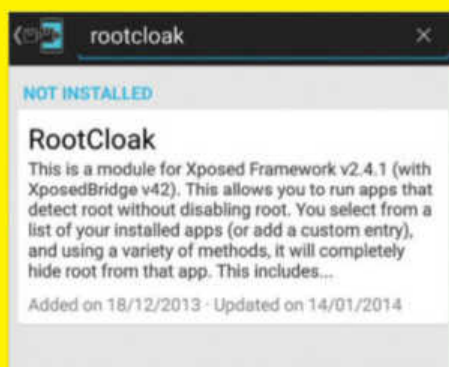 rootcloak
NOT INSTALLED
RootCloak
This is a module for Xposed Framework v2.4.1 (with
XposedBridge v42). This allows you to run apps that
detect root without disabling root. You select from a
list of your installed apps (or add a custom entry),
and using a variety of methods, it will completely
hide root from that app. This includes...
Added on 18/12/2013 · Updated on 14/01/2014